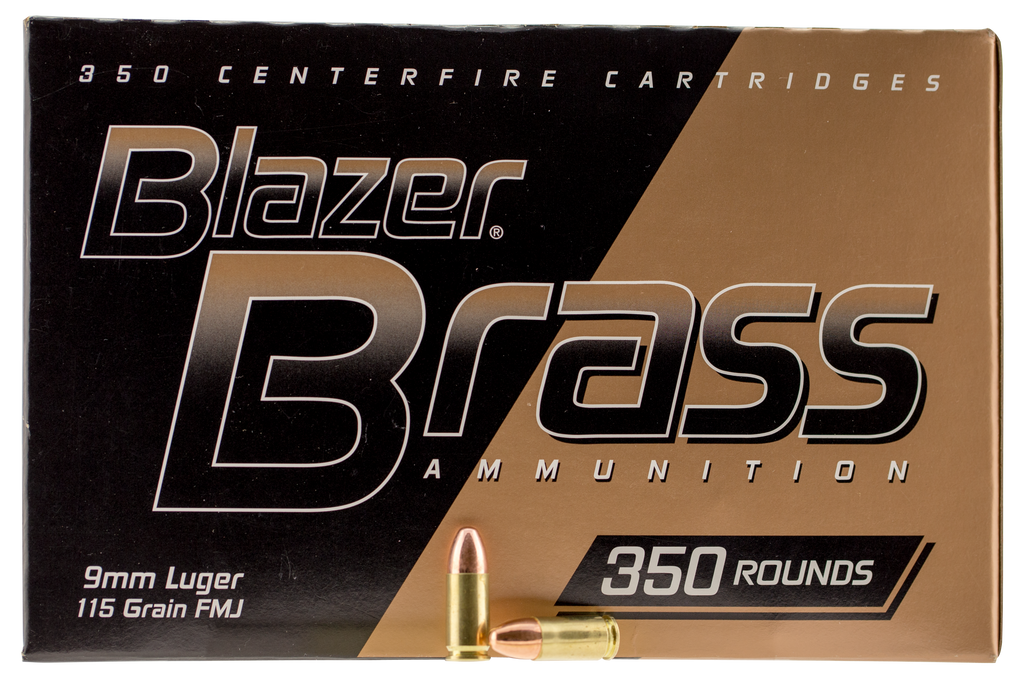 350 CENTERFIRE CARTRIDGES
Blazer®
Brass
AMMUNITION
350 ROUNDS
9mm Luger
115 Grain FMJ